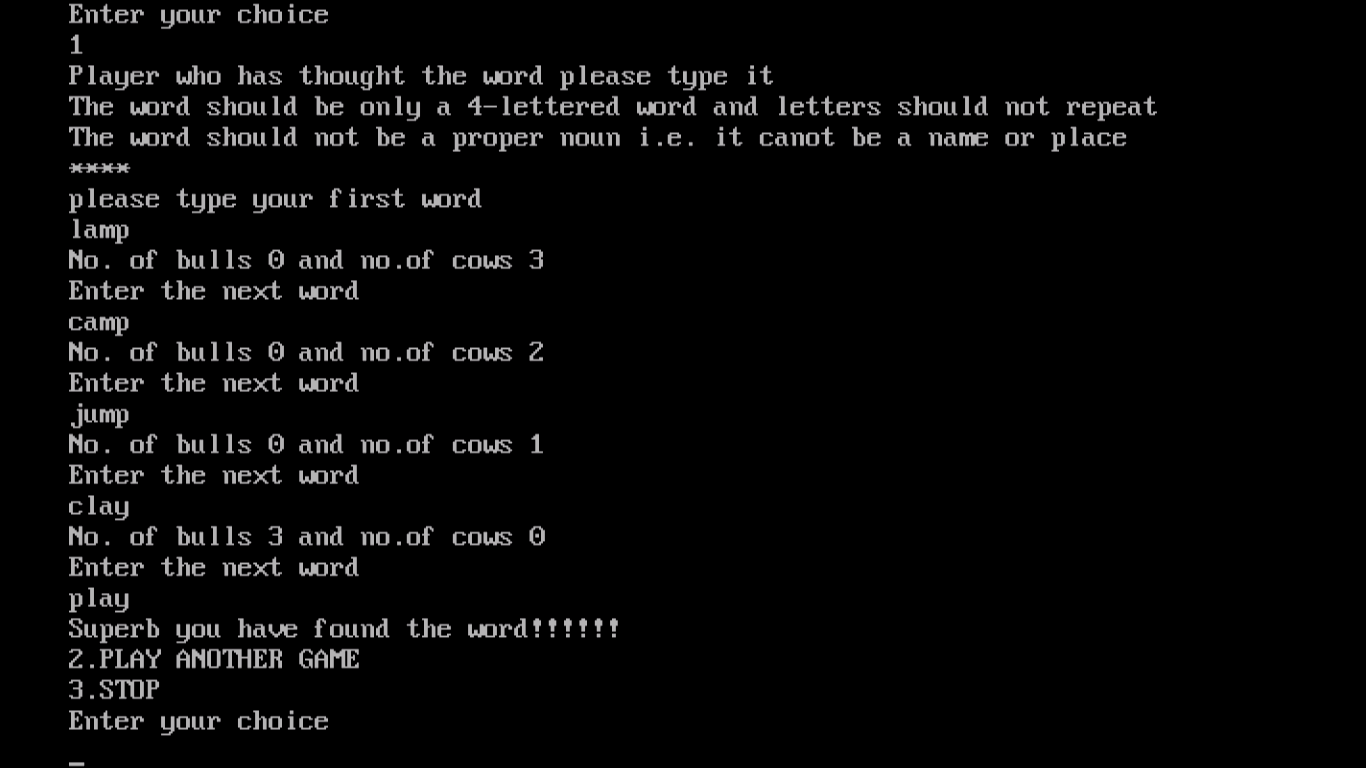 Enter your choice
1
Player who has thought the word please type it
The word should be only a 4-lettered word and letters should not repeat
The word should not be a proper noun i.e. it canot be a name or place
****
please type your first word
lamp
No. of bulls 0 and no.of cows 3
Enter the next word
camp
No. of bulls 0 and no.of cows 2
Enter the next word
jump
No. of bulls 0 and no.of cows 1
Enter the next word
clay
No. of bulls 3 and no.of cows 0
Enter the next word
play
Superb you have found the word!!!!!!
2.PLAY ANOTHER GAME
3.STOP
Enter your choice
_